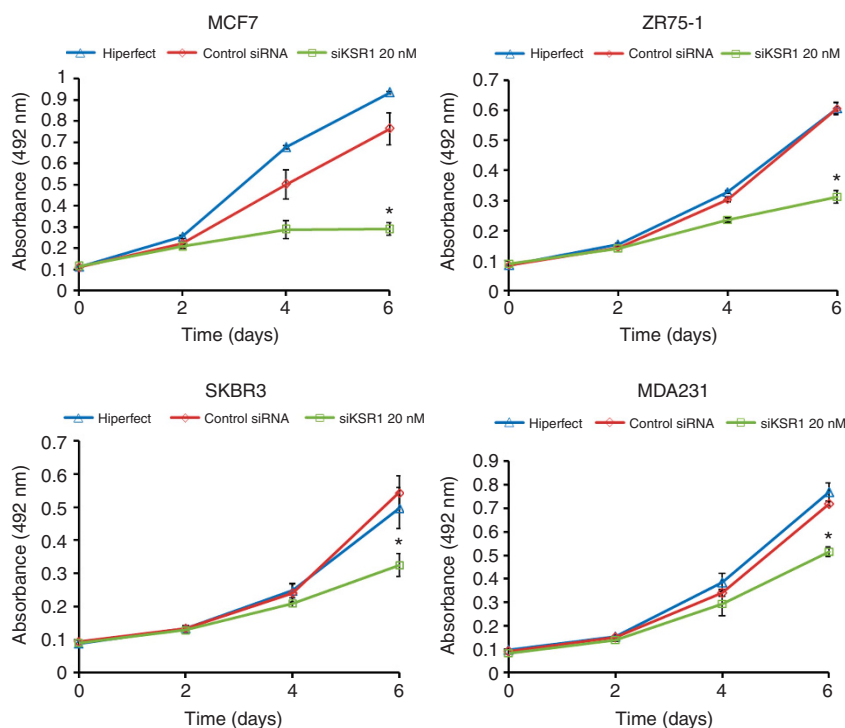 MCF7
Hiperfect Control siRNA siKSR1 20 nM
Absorbance (492 nm)
1
0.9
0.8
0.7
0.6
0.5
0.4
0.3
0.2
0.1
0
*
0 2 4 6
Time (days)
ZR75-1
Hiperfect Control siRNA siKSR1 20 nM
Absorbance (492 nm)
0.7
0.6
0.5
0.4
0.3
0.2
0.1
0
*
0 2 4 6
Time (days)
SKBR3
Hiperfect Control siRNA siKSR1 20 nM
Absorbance (492 nm)
0.7
0.6
0.5
0.4
0.3
0.2
0.1
0
*
0 2 4 6
Time (days)
MDA231
Hiperfect Control siRNA siKSR1 20 nM
Absorbance (492 nm)
0.9
0.8
0.7
0.6
0.5
0.4
0.3
0.2
0.1
0
*
0 2 4 6
Time (days)